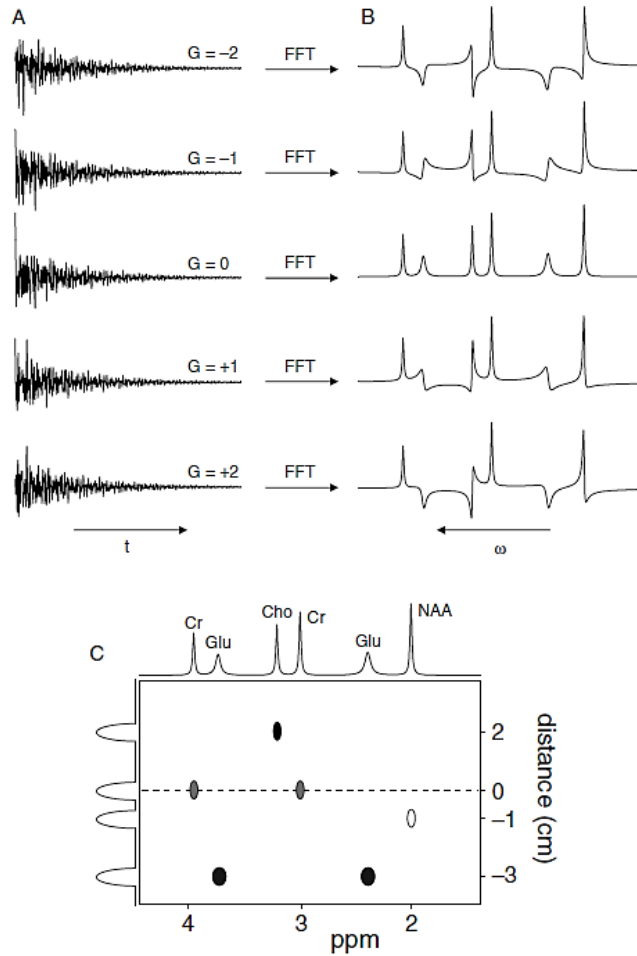 A
B
G = −2
FFT
G = −1
FFT
G = 0
FFT
G = +1
FFT
G = +2
FFT
t
ω
C
Cr
Glu
Cho
Cr
Glu
NAA
2
0
−1
−3
distance (cm)
4
3
2
ppm